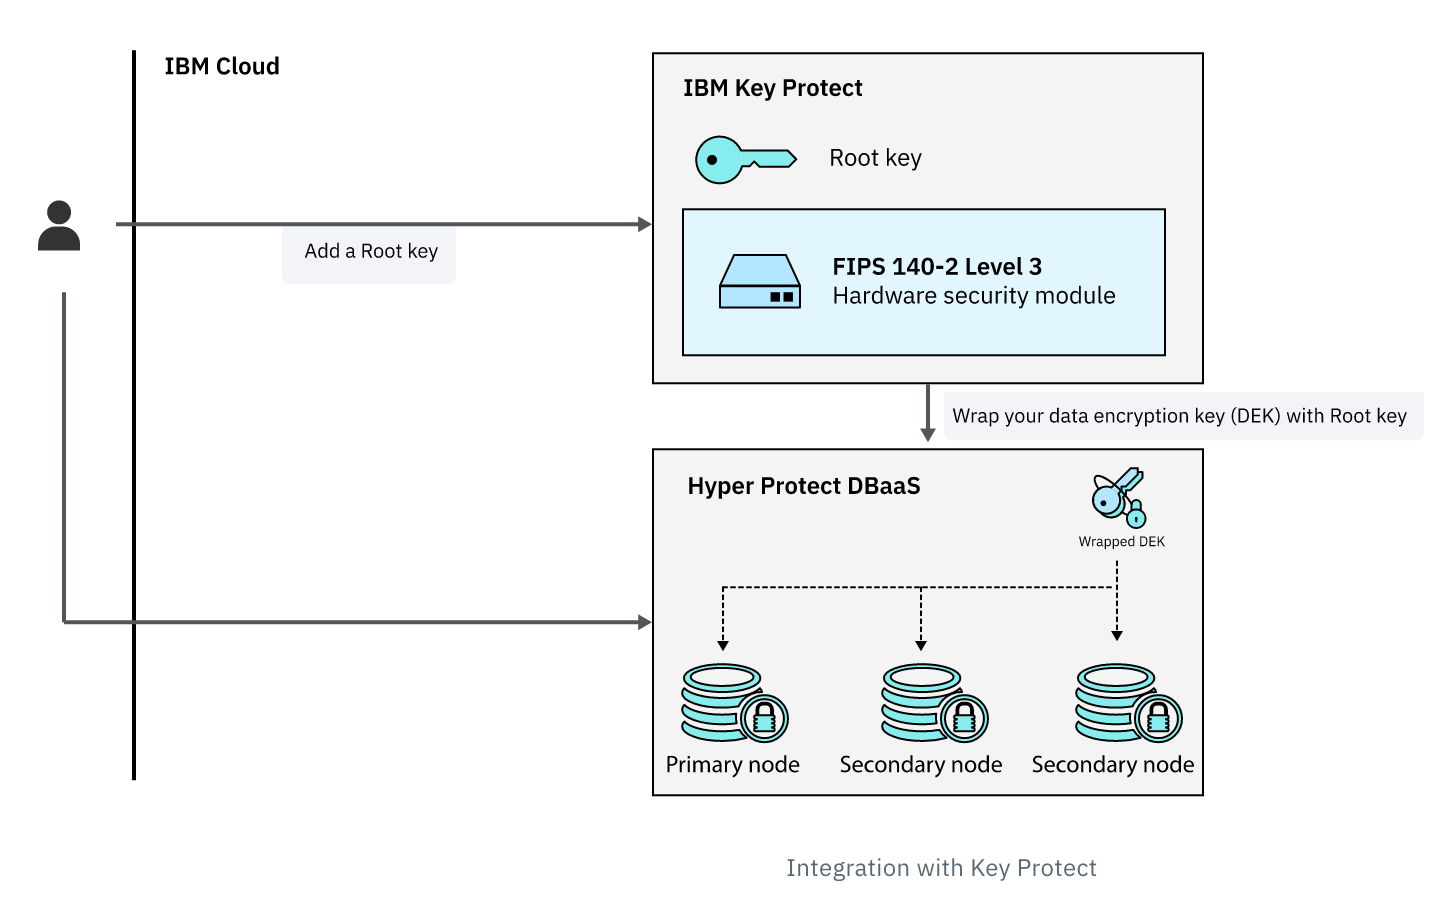 IBM Cloud
IBM Key Protect
Root key
Add a Root key
FIPS 140-2 Level 3
Hardware security module
Wrap your data encryption key (DEK) with Root key
Hyper Protect DBaaS
Wrapped DEK
Primary node
Secondary node
Secondary node
Integration with Key Protect